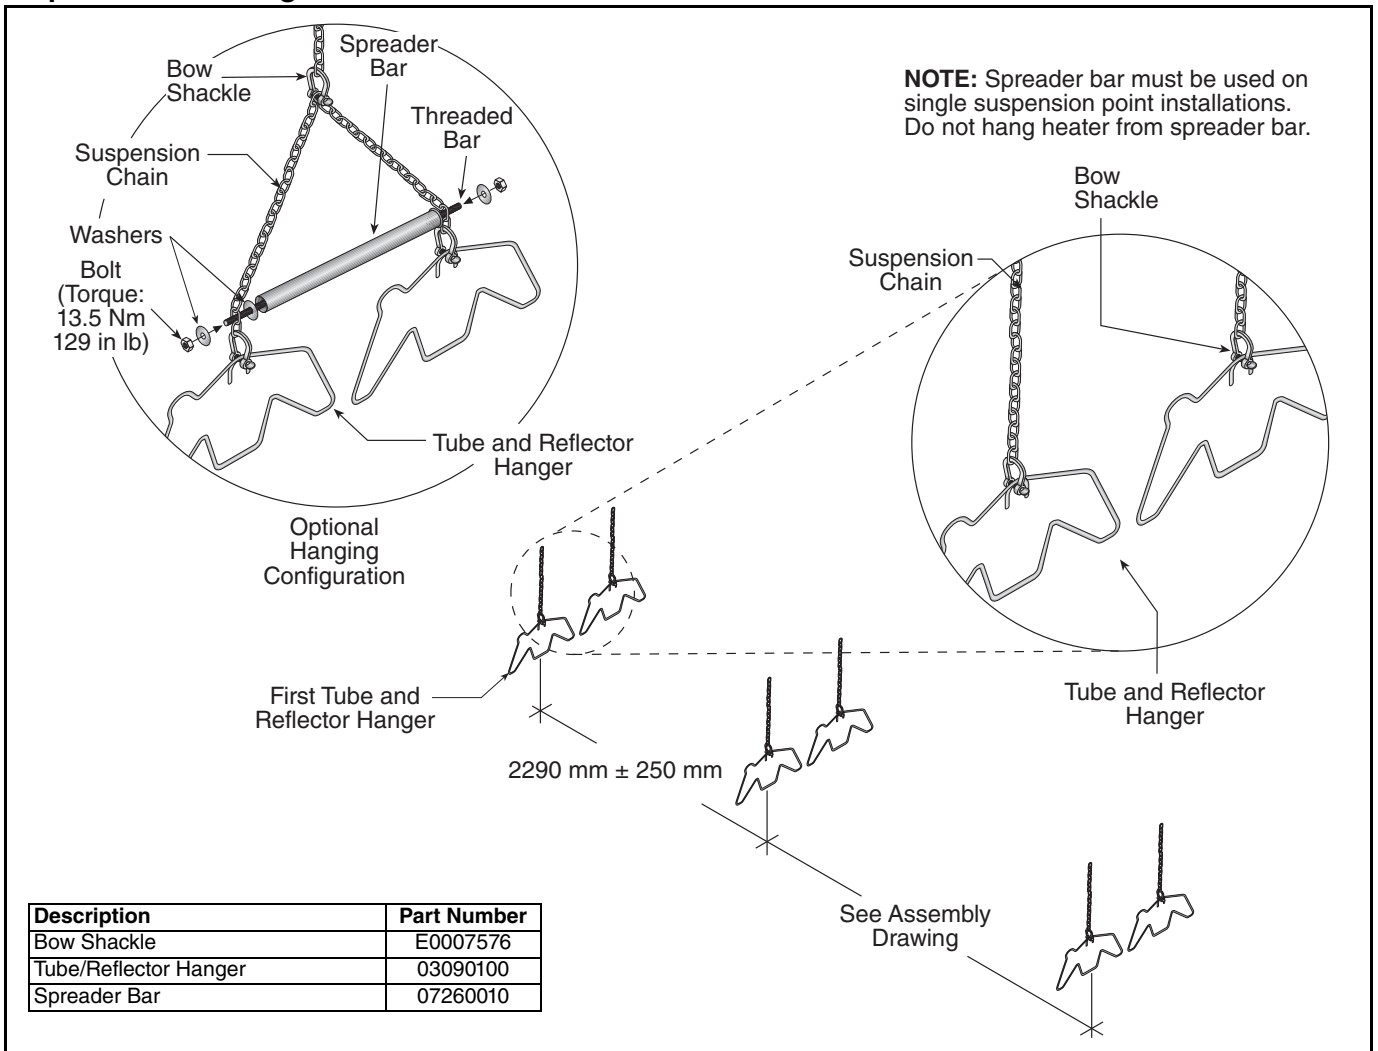 Bow
Shackle
Spreader
Bar
Threaded
Bar
Suspension
Chain
Washers
Bolt
(Torque:
13.5 Nm
129 in lb)
Tube and Reflector
Hanger
Optional
Hanging
Configuration
NOTE: Spreader bar must be used on
single suspension point installations.
Do not hang heater from spreader bar.
Bow
Shackle
Suspension
Chain
Tube and Reflector
Hanger
First Tube and
Reflector Hanger
2290 mm ± 250 mm
See Assembly
Drawing
Description Part Number
Bow Shackle E0007576
Tube/Reflector Hanger 03090100
Spreader Bar 07260010